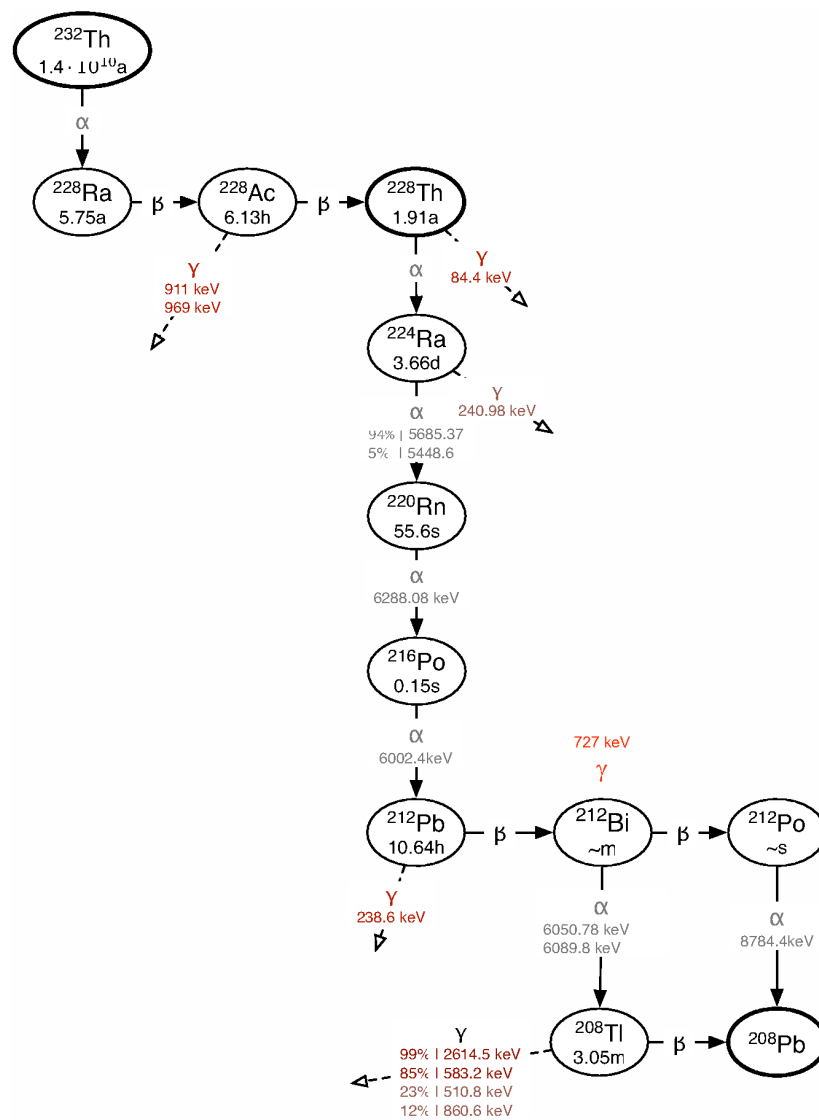 ²³²Th
1.4 · 10¹⁰a
α
²²⁸Ra
5.75a
β
²²⁸Ac
6.13h
β
²²⁸Th
1.91a
γ
911 keV
969 keV
α
γ
84.4 keV
²²⁴Ra
3.66d
γ
240.98 keV
α
94% | 5685.37
5% | 5448.6
²²⁰Rn
55.6s
α
6288.08 keV
²¹⁶Po
0.15s
α
6002.4keV
727 keV
γ
²¹²Pb
10.64h
β
²¹²Bi
~m
β
²¹²Po
~s
γ
238.6 keV
α
6050.78 keV
6089.8 keV
α
8784.4keV
γ
99% | 2614.5 keV
85% | 583.2 keV
23% | 510.8 keV
12% | 860.6 keV
²⁰⁸Tl
3.05m
β
²⁰⁸Pb